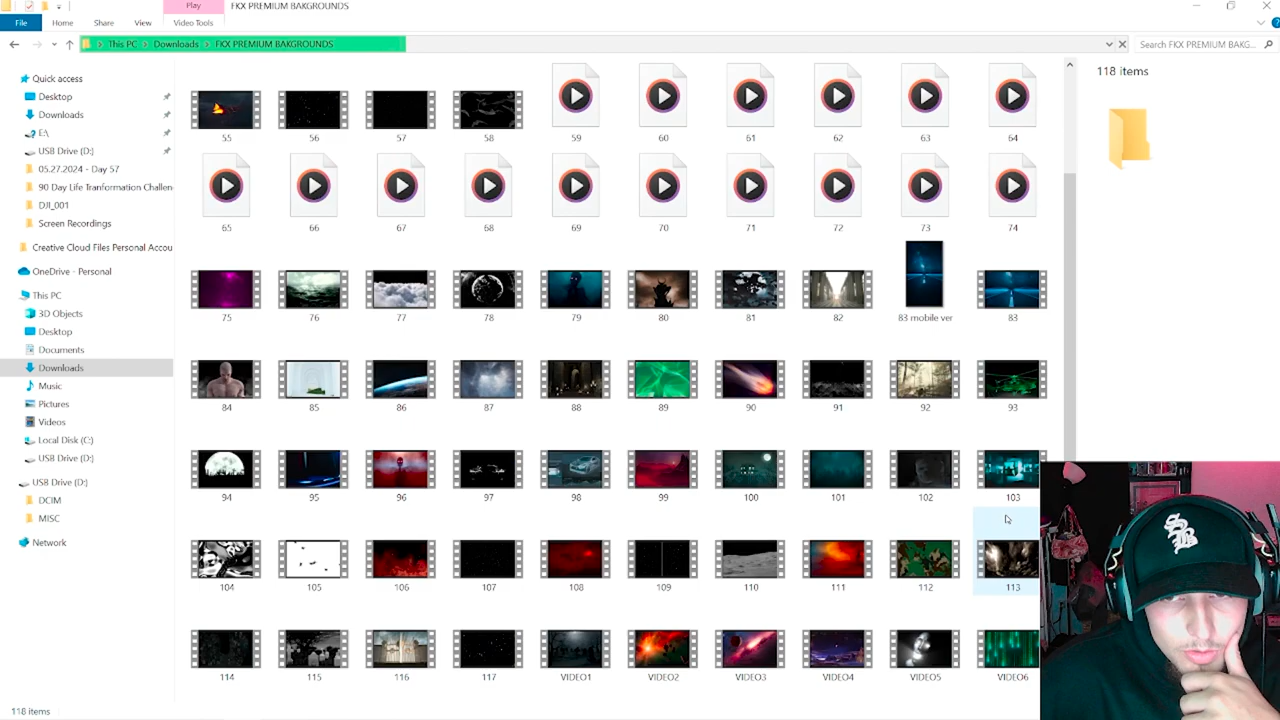 Play
FKX PREMIUM BAKGROUNDS
File
Home
Share
View
Video Tools
This PC
Downloads
FKX PREMIUM BAKGROUNDS
Search FKX PREMIUM BAKG...
Quick access
Desktop
Downloads
E:\
USB Drive (D:)
05.27.2024 - Day 57
90 Day Life Tranformation Challen
DJI_001
Screen Recordings
Creative Cloud Files Personal Accou
OneDrive - Personal
This PC
3D Objects
Desktop
Documents
Downloads
Music
Pictures
Videos
Local Disk (C:)
USB Drive (D:)
USB Drive (D:)
DCIM
MISC
Network
55 56 57 58 59 60 61 62 63 64
65 66 67 68 69 70 71 72 73 74
75 76 77 78 79 80 81 82 83 mobile ver 83
84 85 86 87 88 89 90 91 92 93
94 95 96 97 98 99 100 101 102 103
104 105 106 107 108 109 110 111 112 113
114 115 116 117 VIDEO1 VIDEO2 VIDEO3 VIDEO4 VIDEO5 VIDEO6
118 items
SSB
118 items